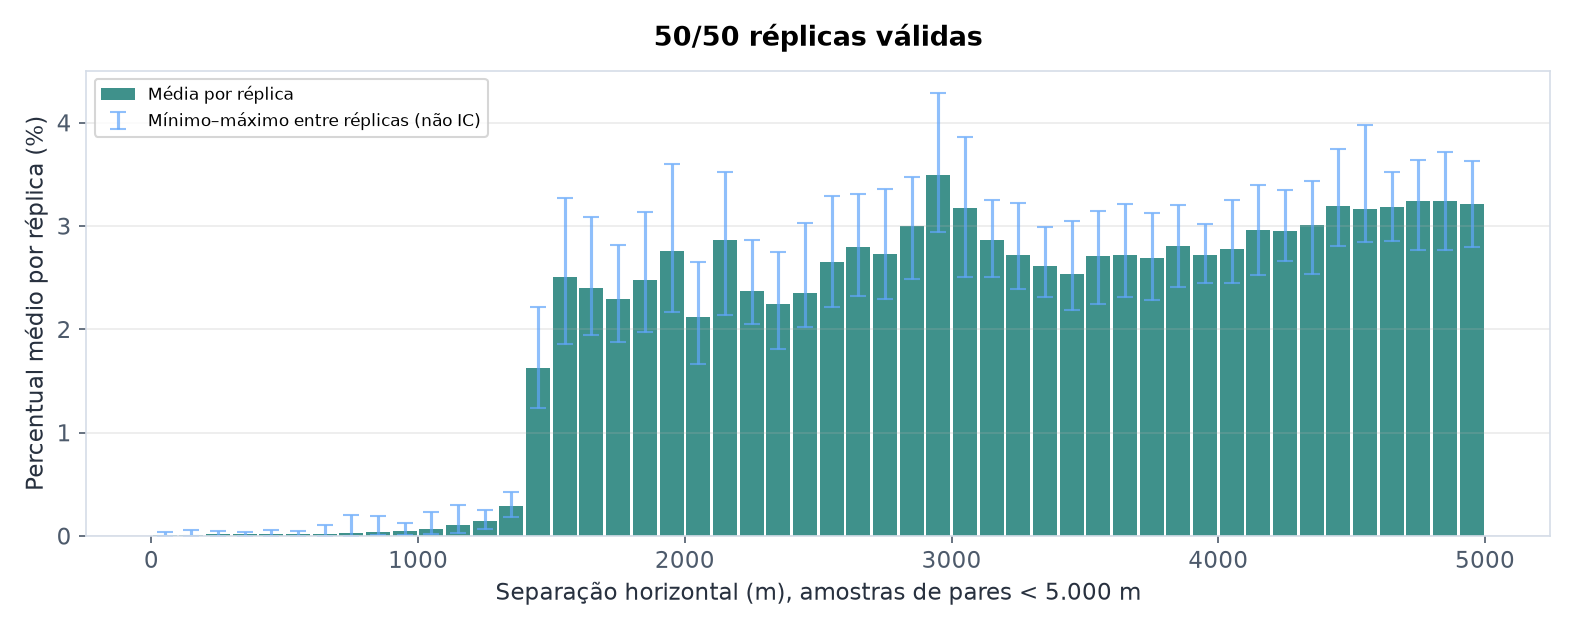 50/50 réplicas válidas
Média por réplica
Mínimo–máximo entre réplicas (não IC)
Percentual médio por réplica (%)
4
3
2
1
0
0 1000 2000 3000 4000 5000
Separação horizontal (m), amostras de pares < 5.000 m